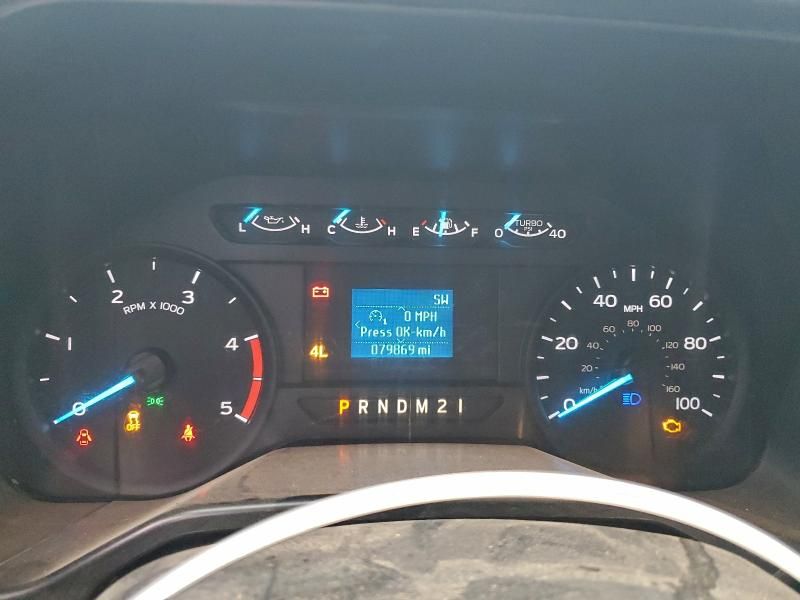 L H C H E F 0 TURBO PSI 40
SW
0 MPH
Press OK-km/h
079869 mi
4L
P R N D M 2 1
0 1 2 3 4 5
RPM X 1000
OFF
0 20 40 60 80 100
MPH
20 40 60 80 100 120 140 160
km/h